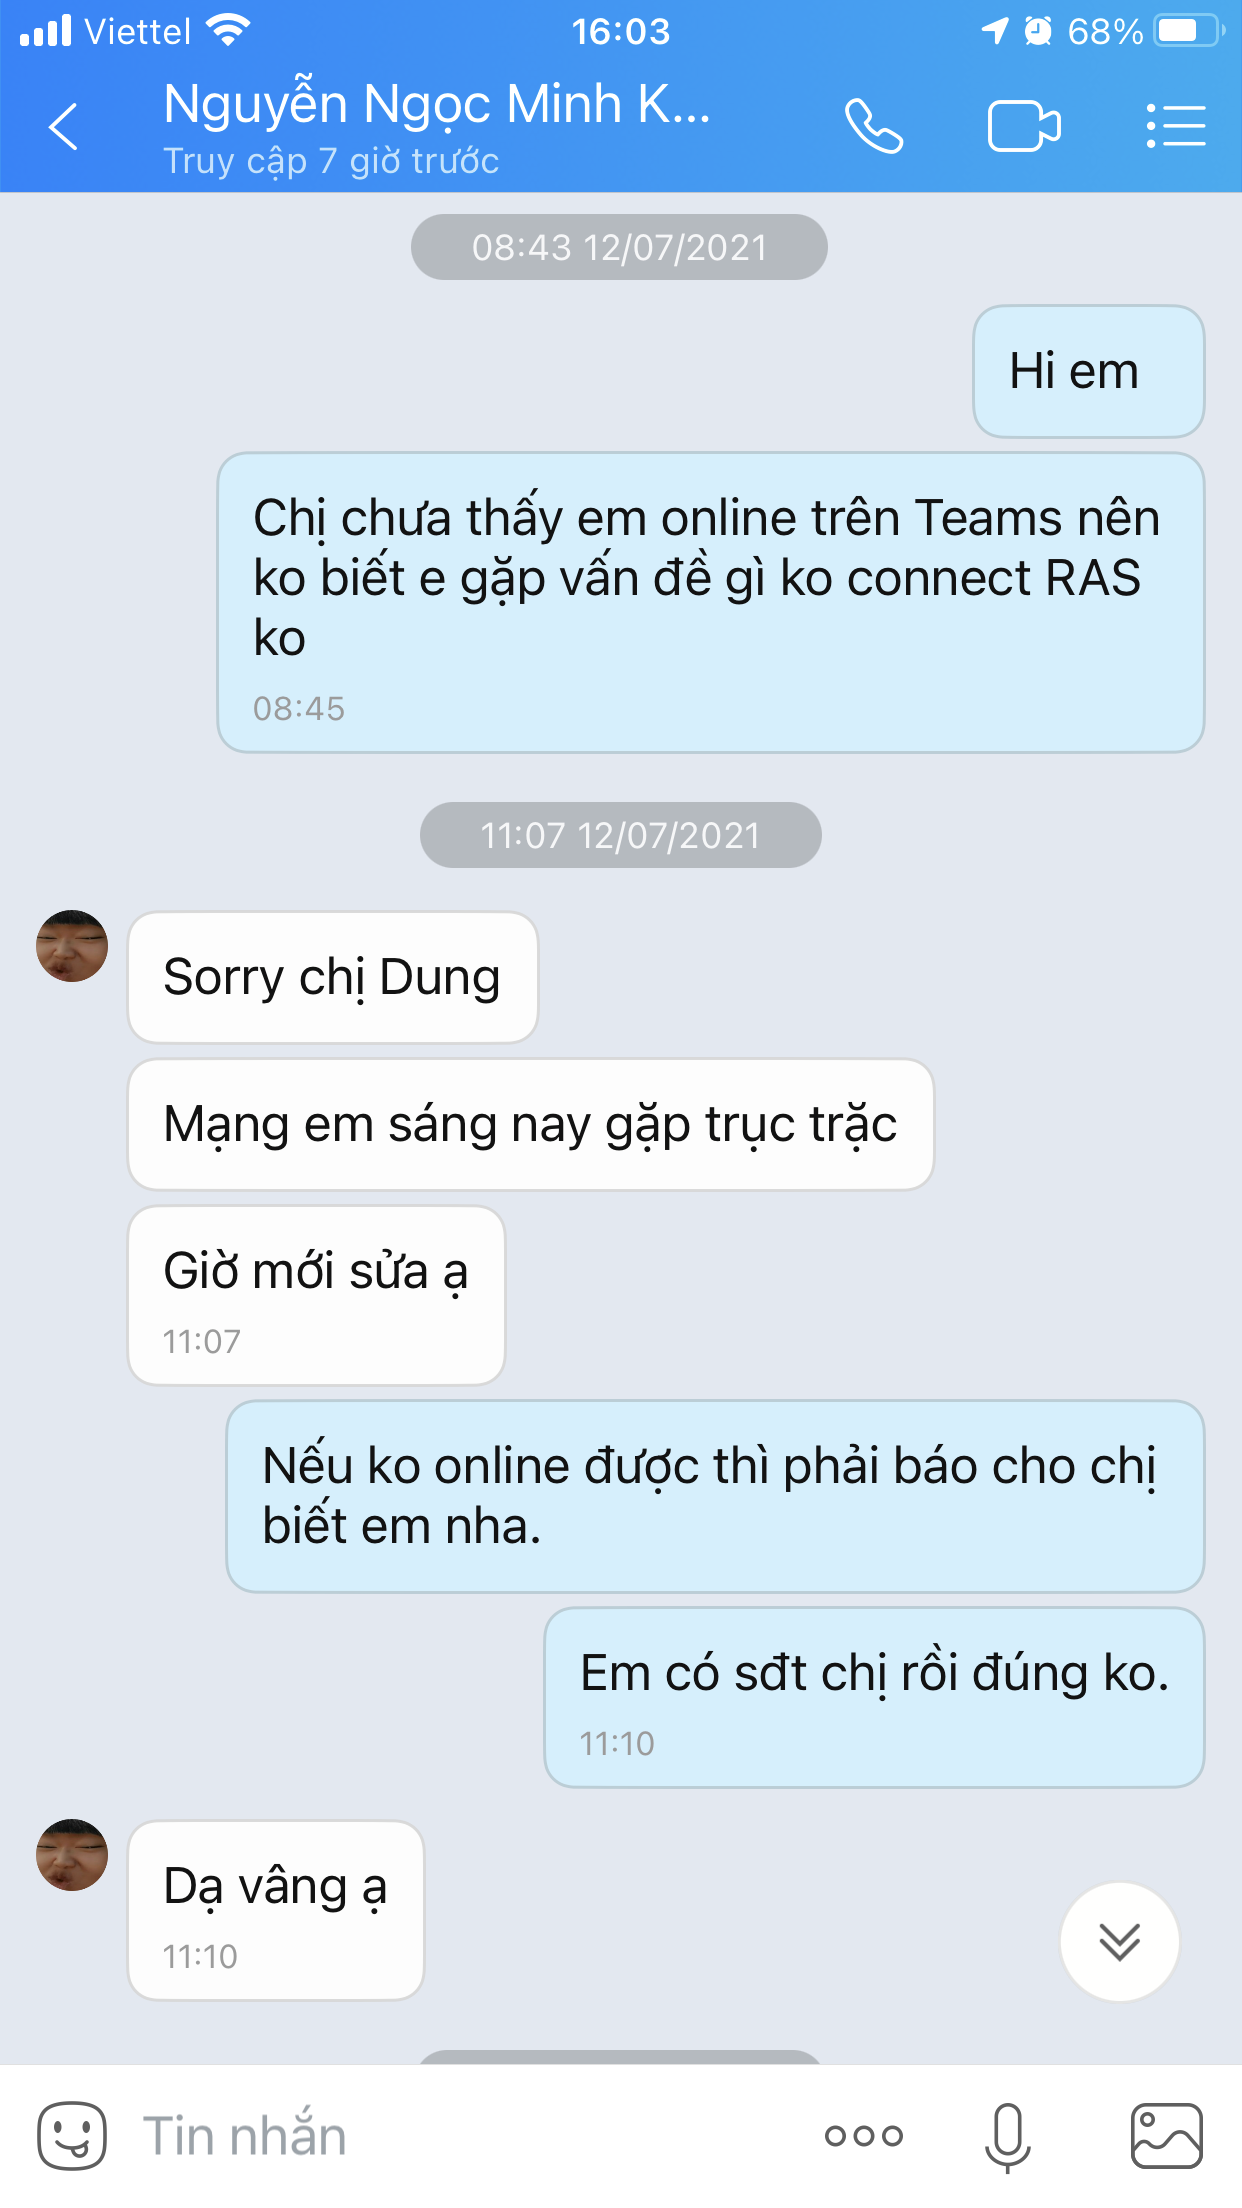 Viettel 16:03 68%
Nguyễn Ngọc Minh K...
Truy cập 7 giờ trước
08:43 12/07/2021
Hi em
Chị chưa thấy em online trên Teams nên
ko biết e gặp vấn đề gì ko connect RAS
ko
08:45
11:07 12/07/2021
Sorry chị Dung
Mạng em sáng nay gặp trục trặc
Giờ mới sửa ạ
11:07
Nếu ko online được thì phải báo cho chị
biết em nha.
Em có sđt chị rồi đúng ko.
11:10
Dạ vâng ạ
11:10
Tin nhắn